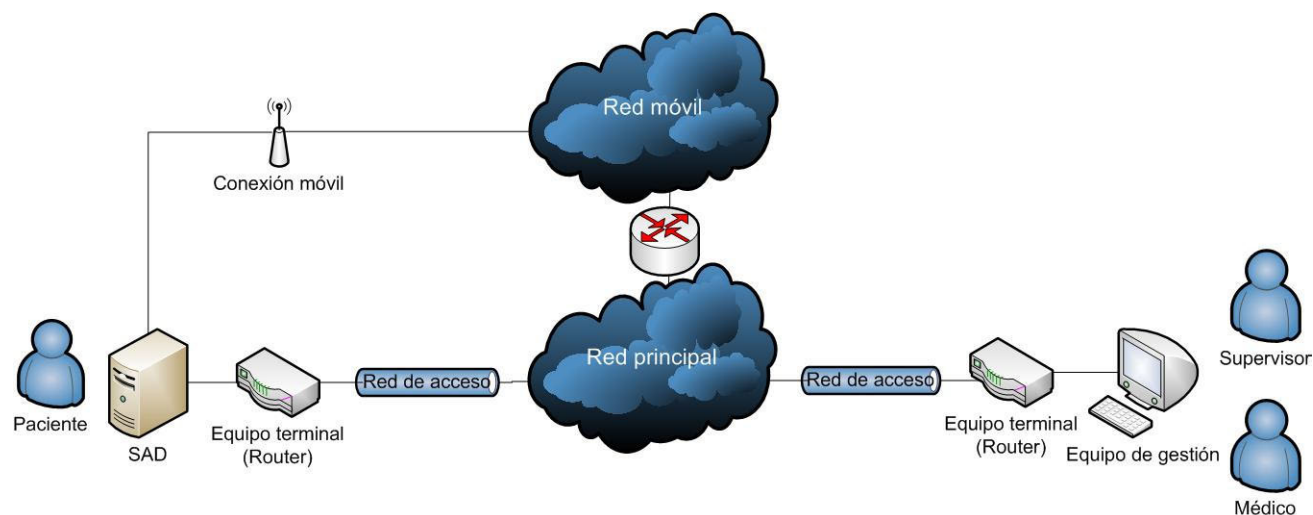 Red móvil
Conexión móvil
Red principal
Red de acceso
Red de acceso
Supervisor
Paciente
SAD
Equipo terminal
(Router)
Equipo terminal
(Router)
Equipo de gestión
Médico